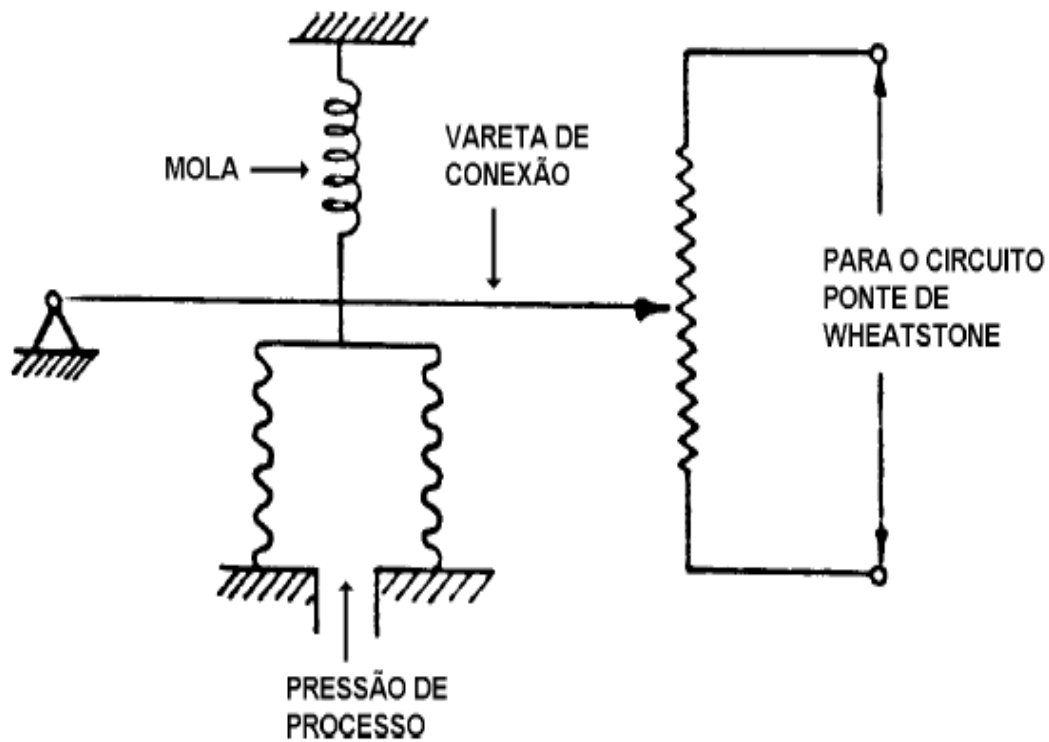 MOLA
VARETA DE
CONEXÃO
PARA O CIRCUITO
PONTE DE
WHEATSTONE
PRESSÃO DE
PROCESSO